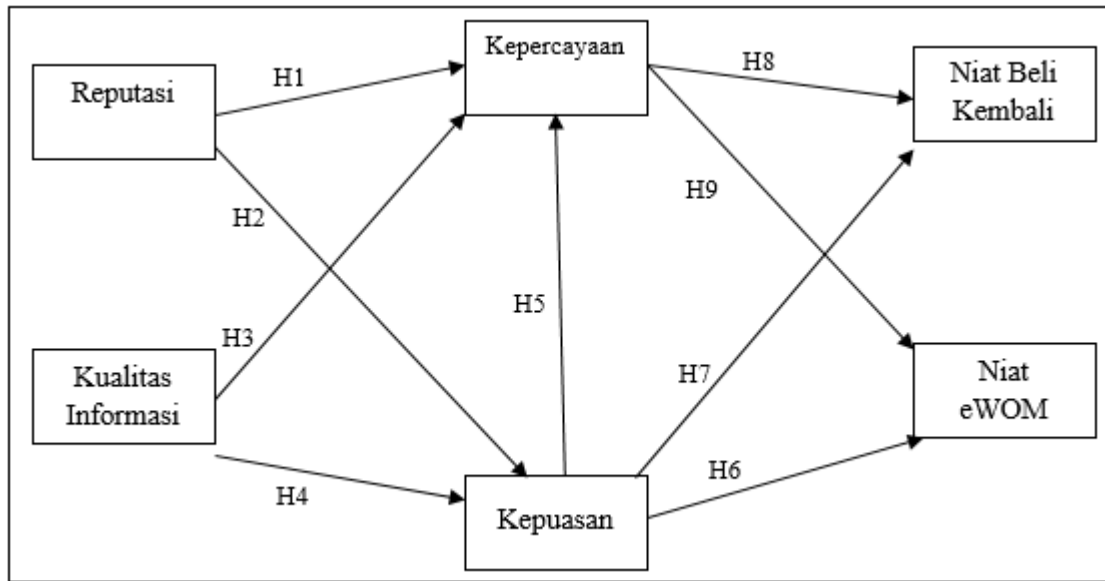 Kepercayaan
Niat Beli
Kembali
Reputasi
H1
H8
H2
H9
H5
H3
H7
Kualitas
Informasi
Niat
eWOM
H4
H6
Kepuasan